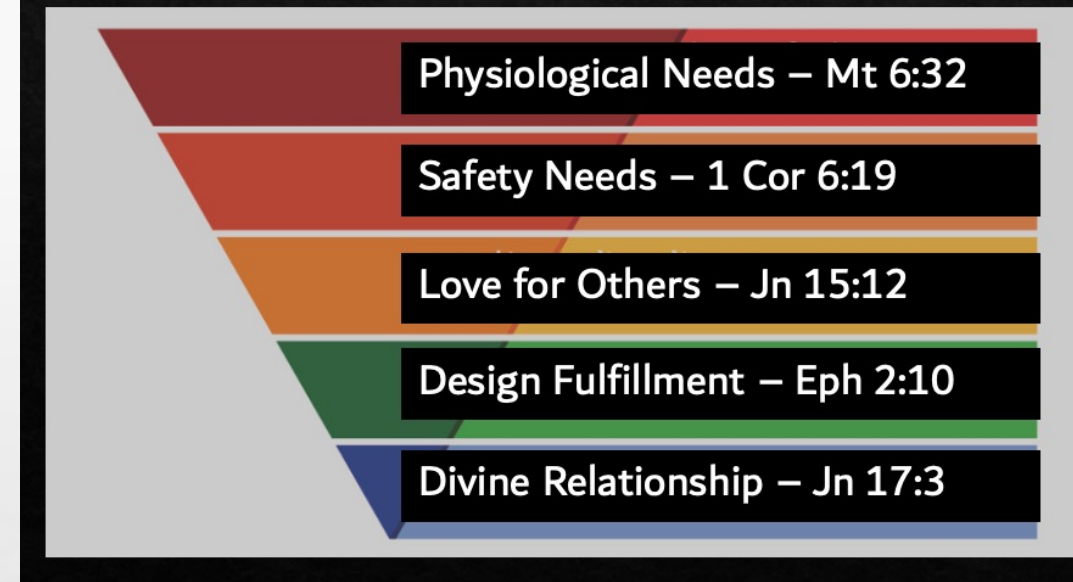 Physiological Needs – Mt 6:32
Safety Needs – 1 Cor 6:19
Love for Others – Jn 15:12
Design Fulfillment – Eph 2:10
Divine Relationship – Jn 17:3